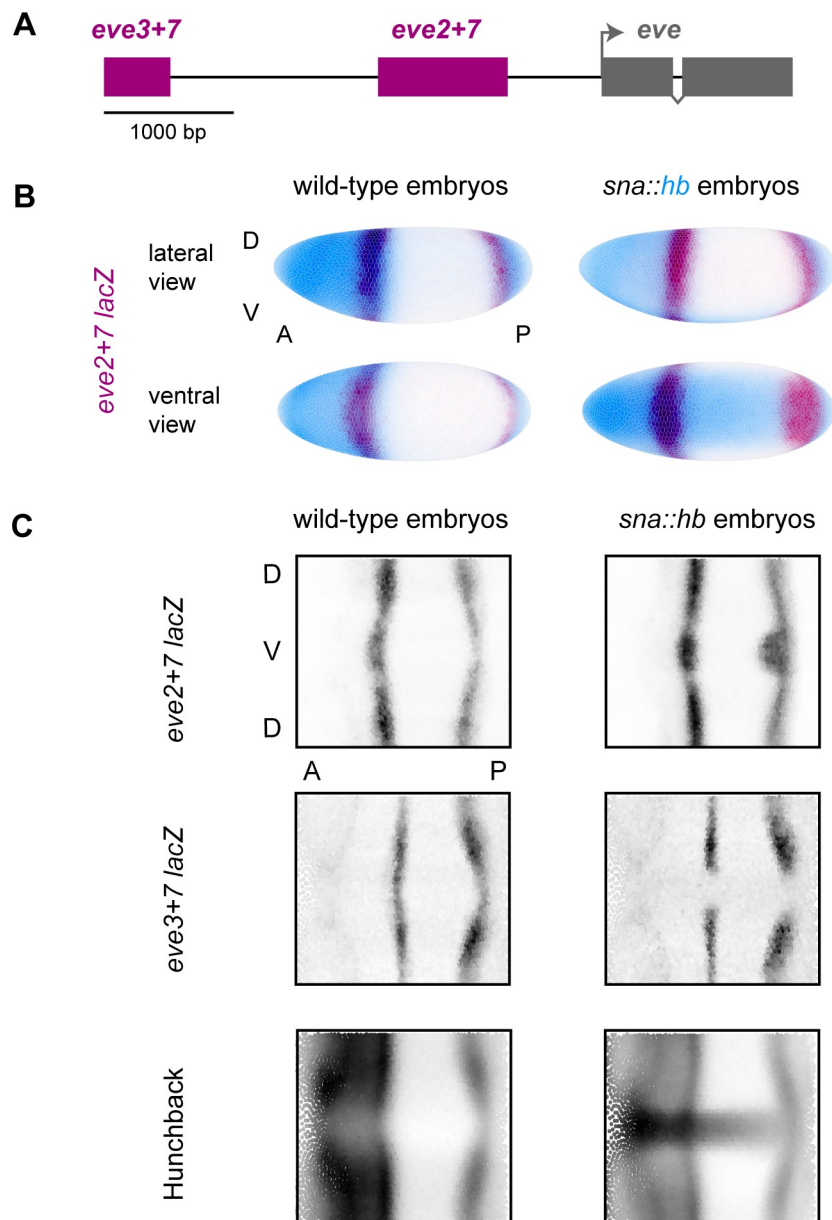 A
eve3+7
eve2+7
eve
1000 bp
B
wild-type embryos
sna::hb embryos
eve2+7 lacZ
lateral
view
D
V
A
P
ventral
view
C
wild-type embryos
sna::hb embryos
eve2+7 lacZ
D
V
D
A
P
eve3+7 lacZ
Hunchback